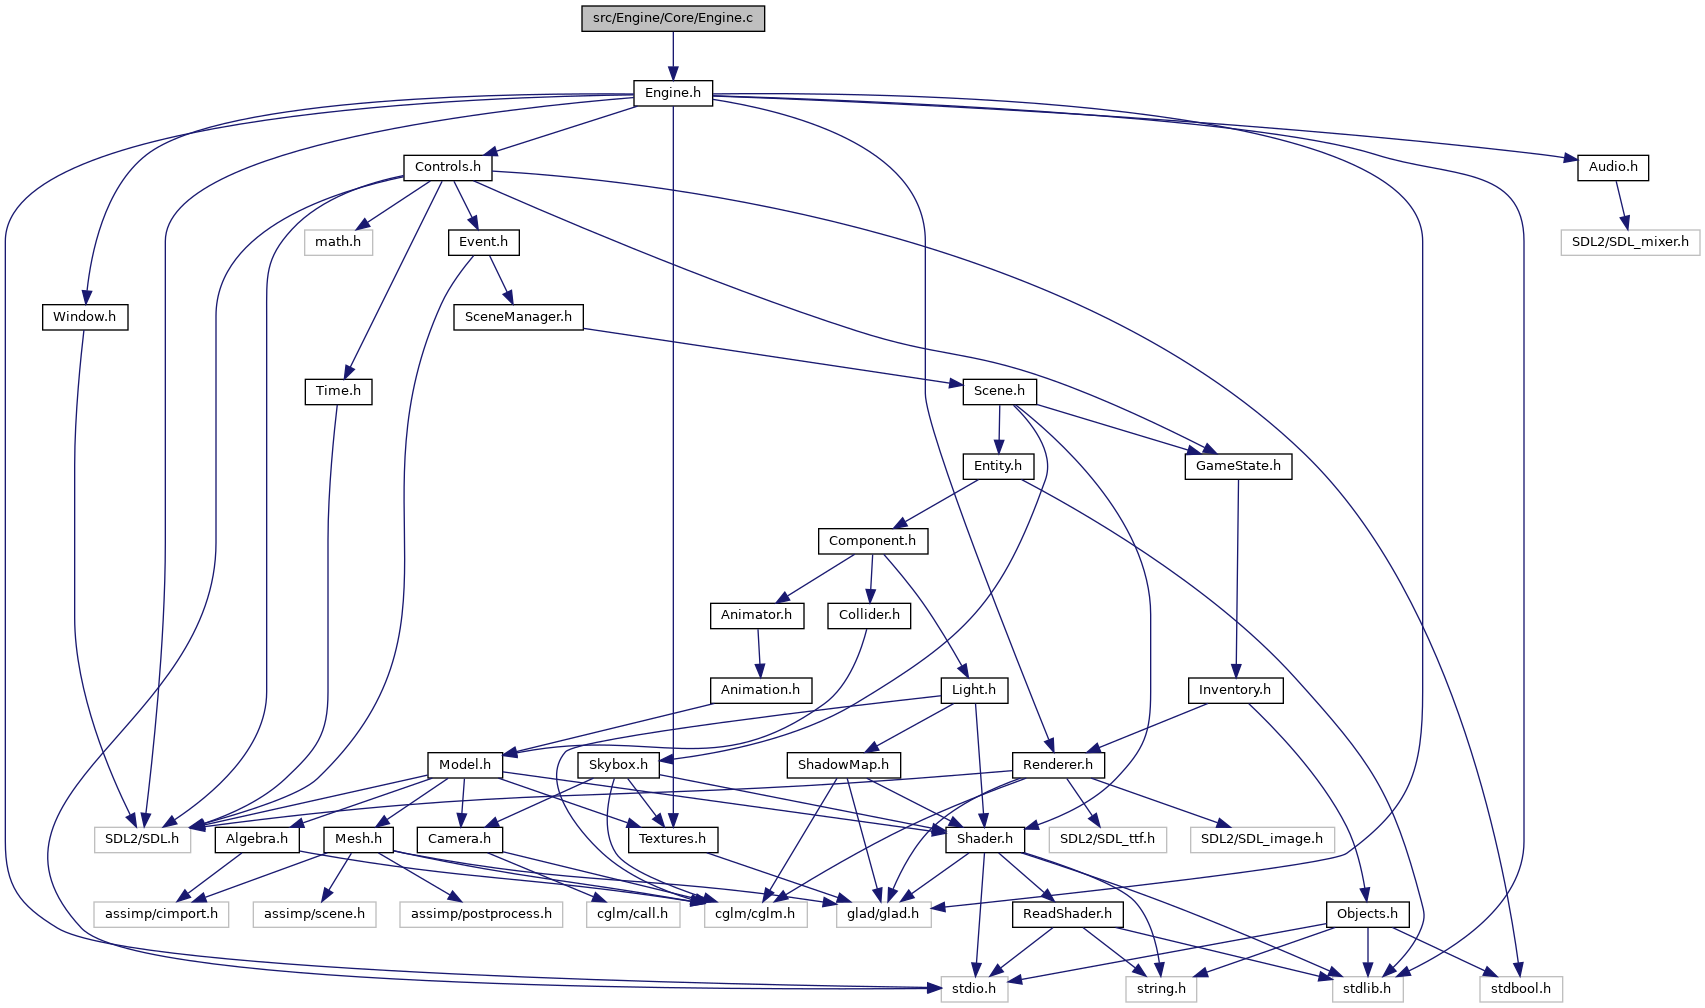 src/Engine/Core/Engine.c
Engine.h
Controls.h
Audio.h
math.h
Event.h
SDL2/SDL_mixer.h
Window.h
SceneManager.h
Time.h
Scene.h
Entity.h
GameState.h
Component.h
Animator.h
Collider.h
Animation.h
Light.h
Inventory.h
Model.h
Skybox.h
ShadowMap.h
Renderer.h
SDL2/SDL.h
Algebra.h
Mesh.h
Camera.h
Textures.h
Shader.h
SDL2/SDL_ttf.h
SDL2/SDL_image.h
assimp/cimport.h
assimp/scene.h
assimp/postprocess.h
cglm/call.h
cglm/cglm.h
glad/glad.h
ReadShader.h
Objects.h
stdio.h
string.h
stdlib.h
stdbool.h